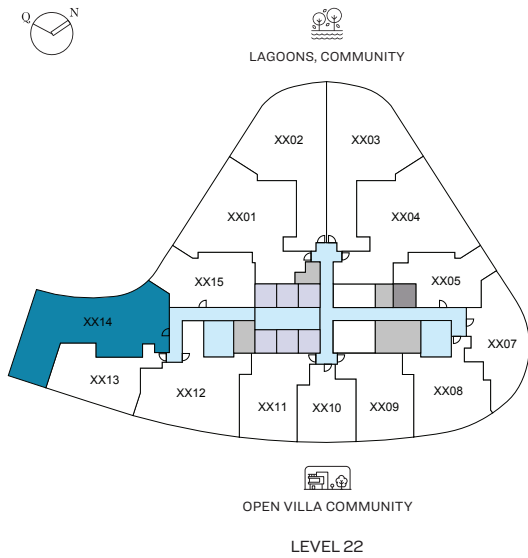 Q N
LAGOONS, COMMUNITY
XX02 XX03
XX01 XX04
XX15 XX05
XX14 XX07
XX13 XX12 XX08
XX11 XX10 XX09
OPEN VILLA COMMUNITY
LEVEL 22